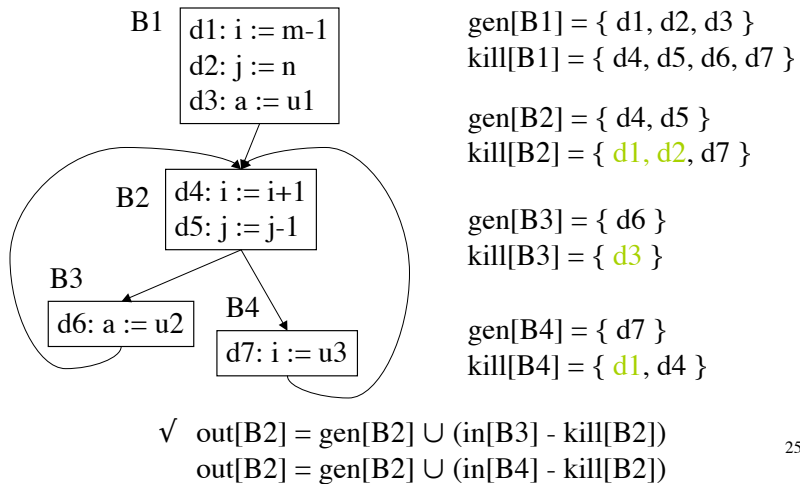 B1
d1: i := m-1
d2: j := n
d3: a := u1
gen[B1] = { d1, d2, d3 }
kill[B1] = { d4, d5, d6, d7 }
B2
d4: i := i+1
d5: j := j-1
gen[B2] = { d4, d5 }
kill[B2] = { d1, d2, d7 }
B3
d6: a := u2
gen[B3] = { d6 }
kill[B3] = { d3 }
B4
d7: i := u3
gen[B4] = { d7 }
kill[B4] = { d1, d4 }
√ out[B2] = gen[B2] ∪ (in[B3] - kill[B2])
out[B2] = gen[B2] ∪ (in[B4] - kill[B2])
25